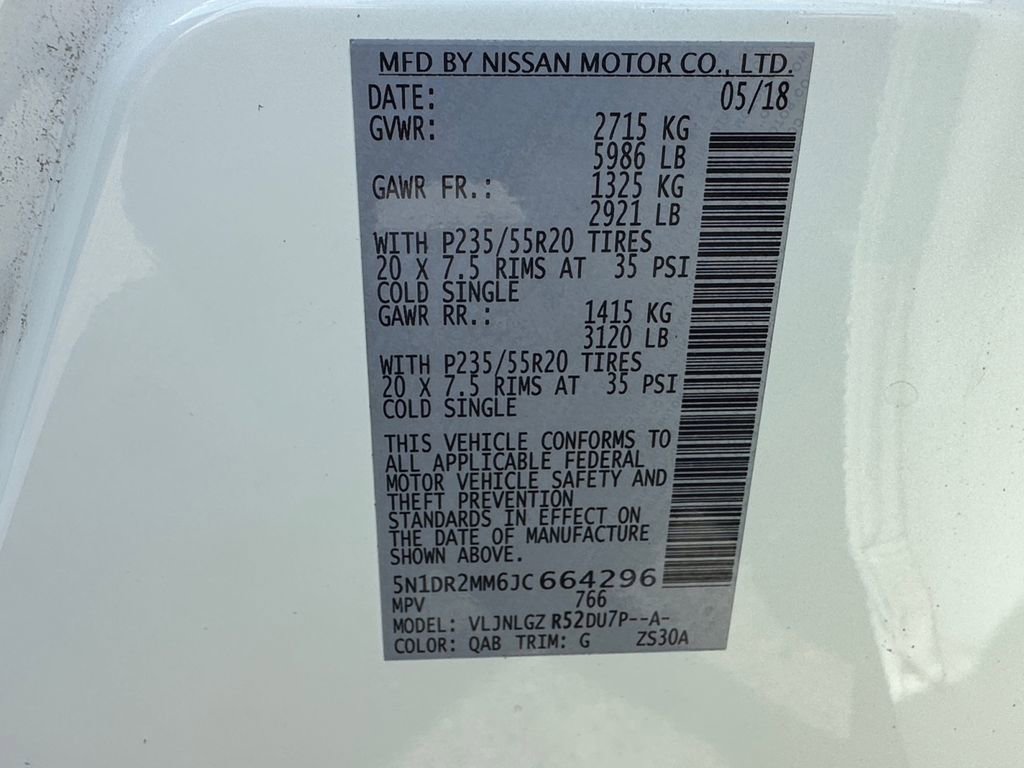 MFD BY NISSAN MOTOR CO., LTD.
DATE: 05/18
GVWR: 2715 KG
5986 LB
GAWR FR.: 1325 KG
2921 LB
WITH P235/55R20 TIRES
20 X 7.5 RIMS AT 35 PSI
COLD SINGLE
GAWR RR.: 1415 KG
3120 LB
WITH P235/55R20 TIRES
20 X 7.5 RIMS AT 35 PSI
COLD SINGLE
THIS VEHICLE CONFORMS TO
ALL APPLICABLE FEDERAL
MOTOR VEHICLE SAFETY AND
THEFT PREVENTION
STANDARDS IN EFFECT ON
THE DATE OF MANUFACTURE
SHOWN ABOVE.
5N1DR2MM6JC 664296
MPV 766
MODEL: VLJNLGZ R52DU7P--A-
COLOR: QAB TRIM: G ZS30A